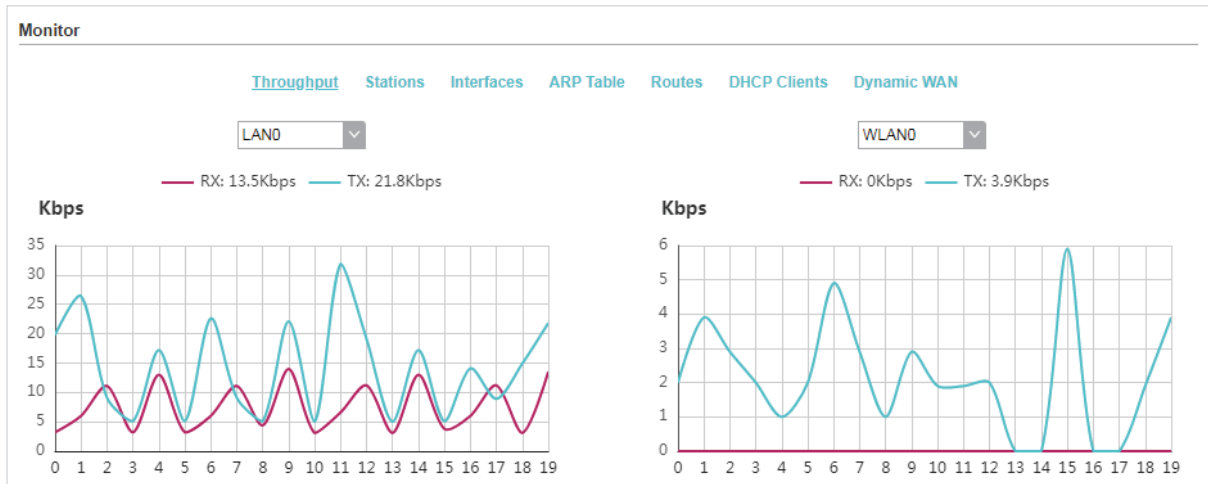 Monitor
Throughput Stations Interfaces ARP Table Routes DHCP Clients Dynamic WAN
LAN0
RX: 13.5Kbps TX: 21.8Kbps
Kbps
35
30
25
20
15
10
5
0
0 1 2 3 4 5 6 7 8 9 10 11 12 13 14 15 16 17 18 19
WLAN0
RX: 0Kbps TX: 3.9Kbps
Kbps
6
5
4
3
2
1
0
0 1 2 3 4 5 6 7 8 9 10 11 12 13 14 15 16 17 18 19